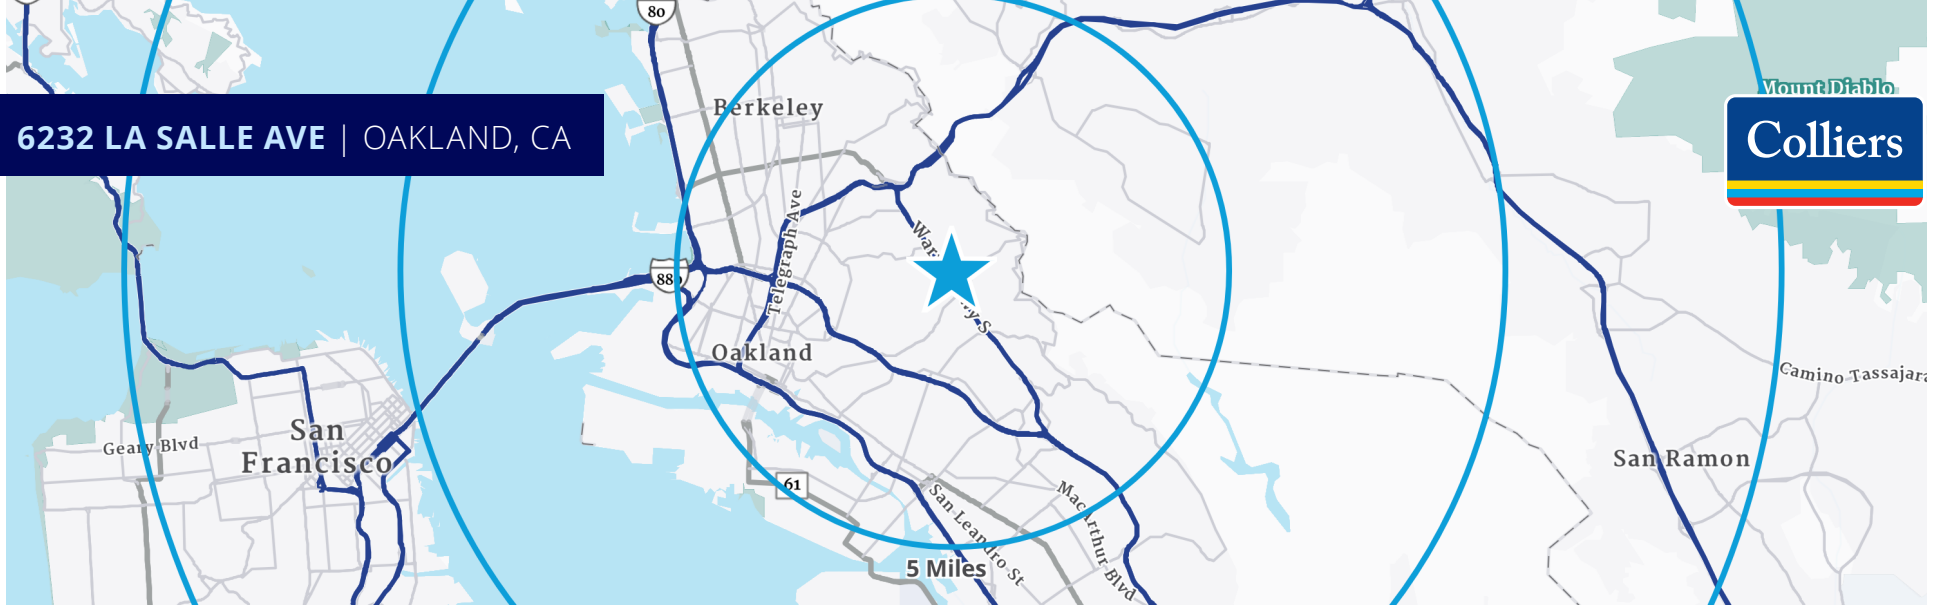 80
Mount Diablo
Berkeley
6232 LA SALLE AVE | OAKLAND, CA
Colliers
Telegraph Ave
880
Oakland
Camino Tassajara
San
Francisco
Geary Blvd
San Ramon
61
San Leandro St
MacArthur Blvd
5 Miles